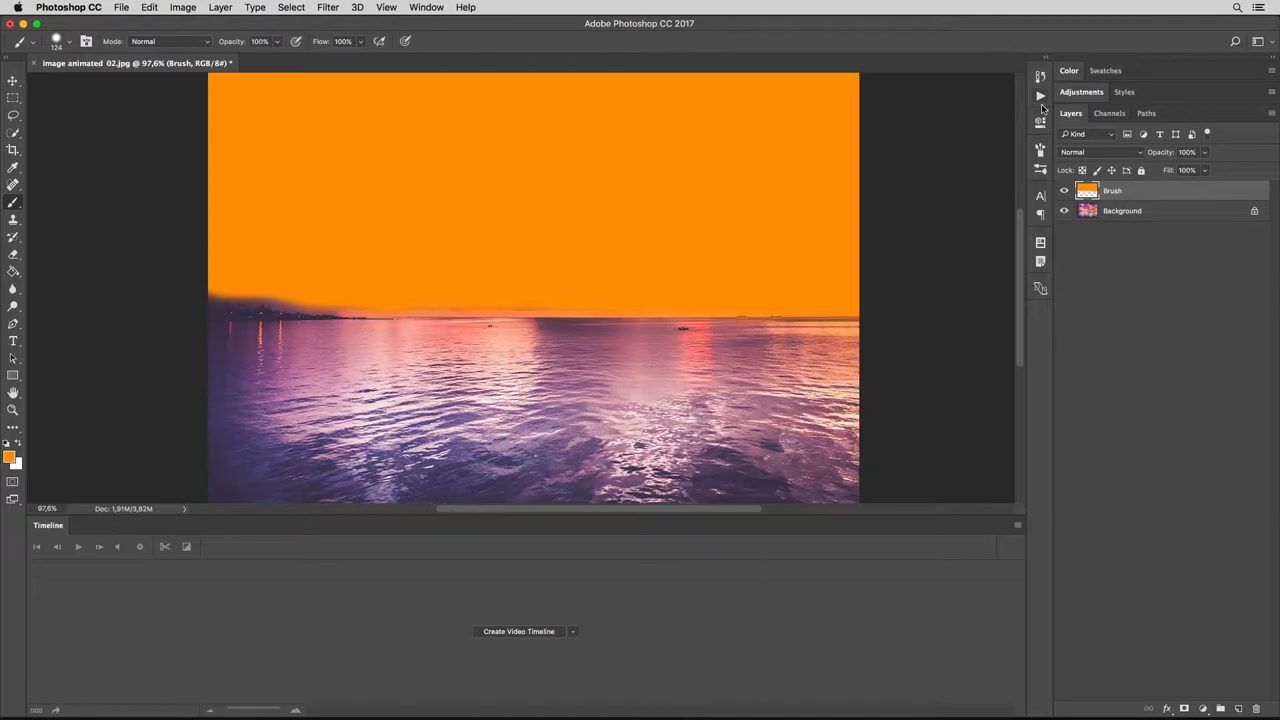 Photoshop CC File Edit Image Layer Type Select Filter 3D View Window Help
Adobe Photoshop CC 2017
124 Mode: Normal Opacity: 100% Flow: 100%
image animated 02.jpg @ 97,6% (Brush, RGB/8#) *
Color Swatches
Adjustments Styles
Layers Channels Paths
Kind
Normal Opacity: 100%
Lock: Fill: 100%
Brush
Background
97,6% Doc: 1,91M/3,82M
Timeline
Create Video Timeline